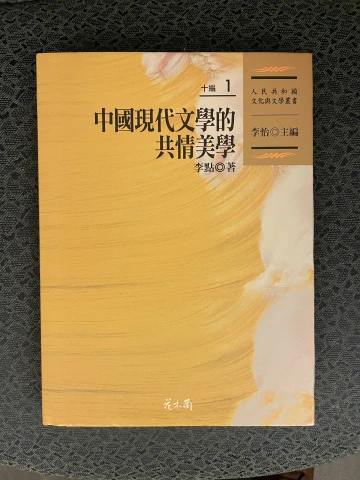 十編 1
人民共和國
文化與文學叢書
李怡◎主編
中國現代文學的
共情美學
李點◎著
花木蘭